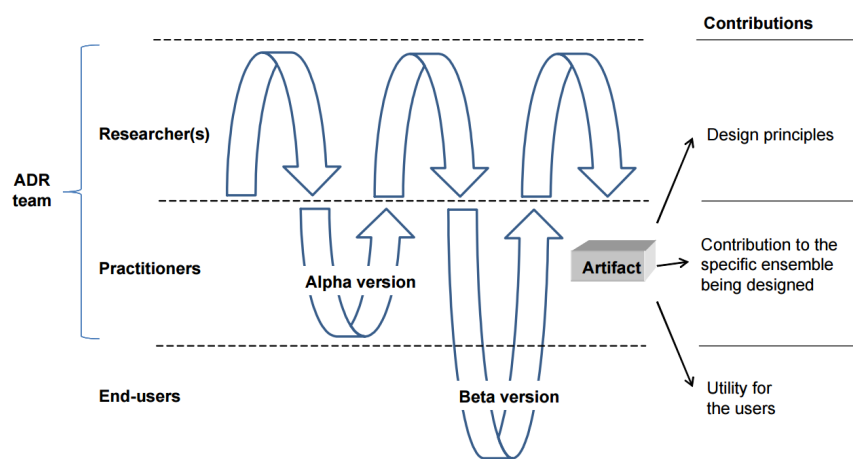 Contributions
Researcher(s)
Design principles
ADR
team
Practitioners
Alpha version
Artifact
Contribution to the
specific ensemble
being designed
End-users
Beta version
Utility for
the users